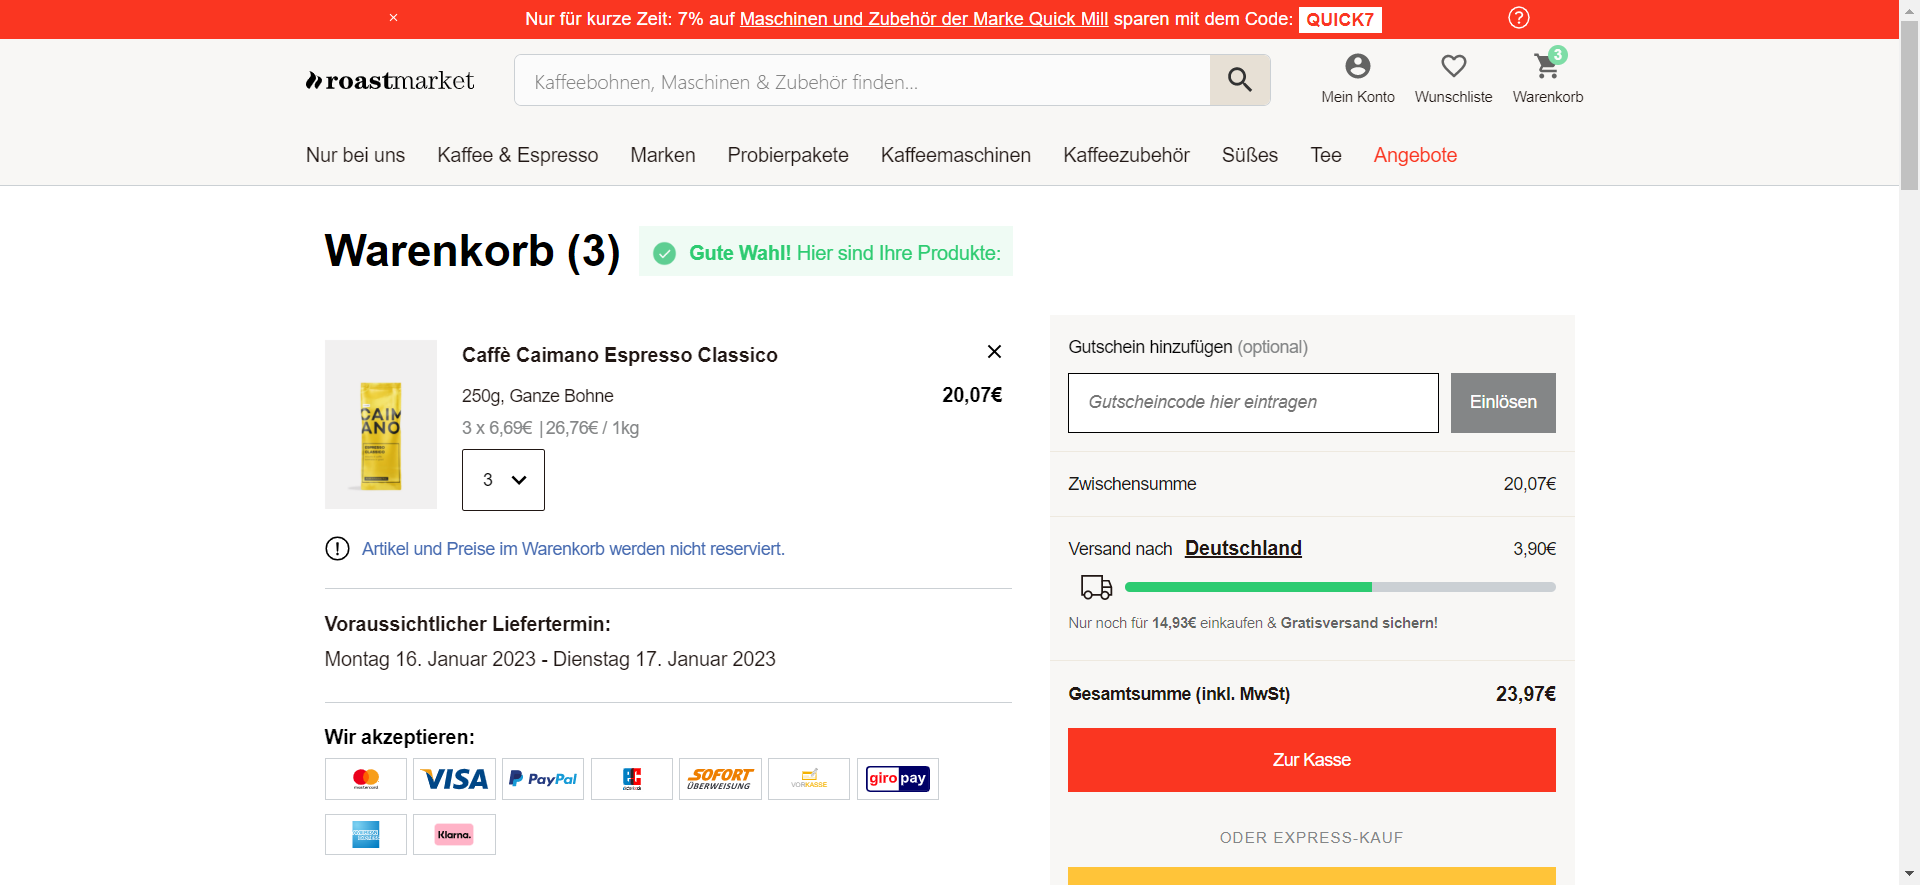 Nur für kurze Zeit: 7% auf Maschinen und Zubehör der Marke Quick Mill sparen mit dem Code: QUICK7
roastmarket
Kaffeebohnen, Maschinen & Zubehör finden...
3
Mein Konto
Wunschliste
Warenkorb
Nur bei uns
Kaffee & Espresso
Marken
Probierpakete
Kaffeemaschinen
Kaffeezubehör
Süßes
Tee
Angebote
Warenkorb (3)
Gute Wahl! Hier sind Ihre Produkte:
CAIM
ANO
ESPRESSO
CLASSICO
Caffè Caimano Espresso Classico
250g, Ganze Bohne
20,07€
3 x 6,69€ | 26,76€ / 1kg
3
Artikel und Preise im Warenkorb werden nicht reserviert.
Voraussichtlicher Liefertermin:
Montag 16. Januar 2023 - Dienstag 17. Januar 2023
Wir akzeptieren:
mastercard
VISA
PayPal
SOFORT
ÜBERWEISUNG
VORKASSE
giropay
Klarna.
Gutschein hinzufügen (optional)
Gutscheincode hier eintragen
Einlösen
Zwischensumme
20,07€
Versand nach Deutschland
3,90€
Nur noch für 14,93€ einkaufen & Gratisversand sichern!
Gesamtsumme (inkl. MwSt)
23,97€
Zur Kasse
ODER EXPRESS-KAUF